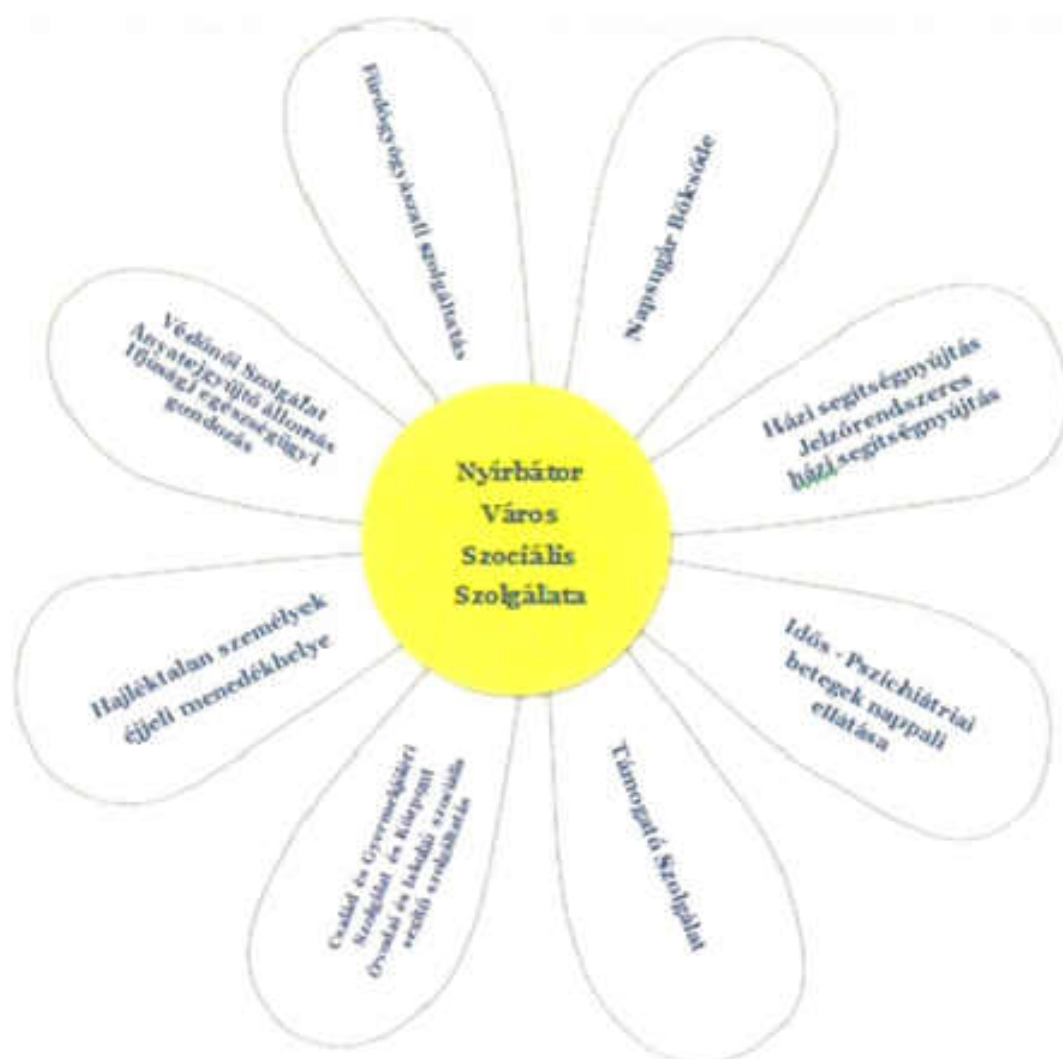 Fürdőgyógyászati szolgáltatás
Napsugár Bölcsőde
Házi segítségnyújtás
Jelzőrendszeres
házi segítségnyújtás
Idős - Pszichiátriai
betegek nappali
ellátása
Támogató Szolgálat
Család és Gyermekjóléti
Szolgálat és Központ
Óvodai és iskolai szociális
segítő szolgáltatás
Hajléktalan személyek
éjjeli menedékhelye
Védőnői Szolgálat
Anyatejgyűjtő állomás
Ifjúsági egészségügyi
gondozás
Nyírbátor
Város
Szociális
Szolgálata